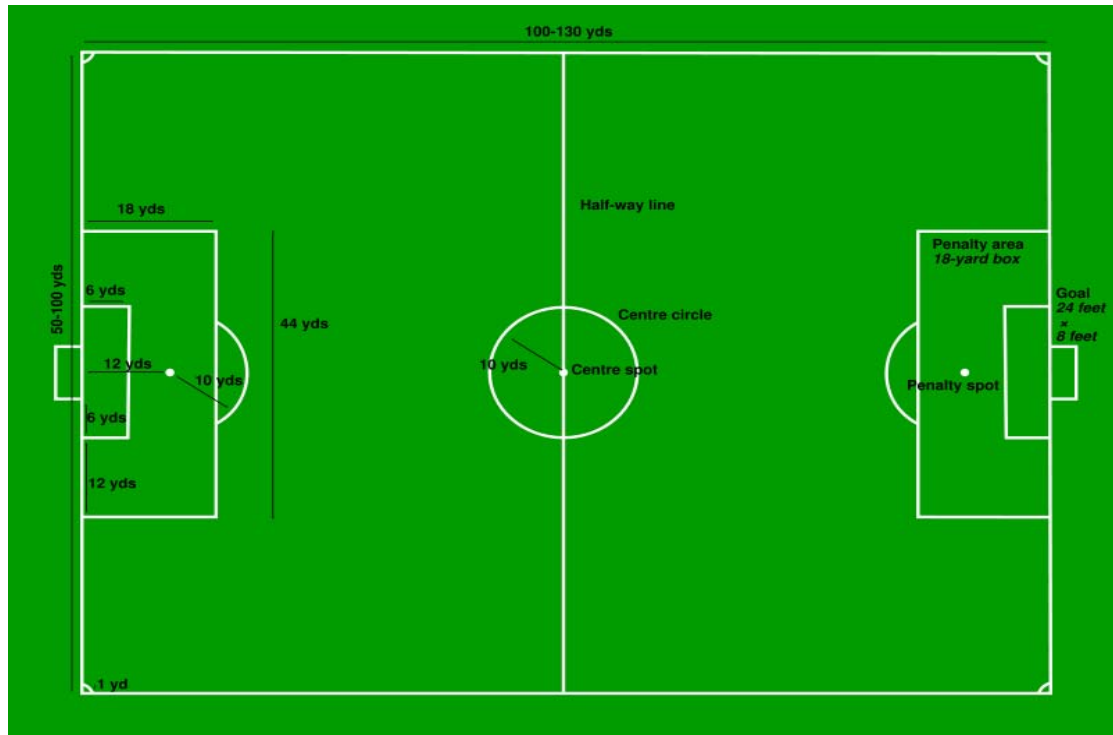 100-130 yds
18 yds
Half-way line
Penalty area
18-yard box
50-100 yds
6 yds
Goal
24 feet
×
8 feet
44 yds
Centre circle
12 yds
10 yds
10 yds
Centre spot
Penalty spot
6 yds
12 yds
1 yd